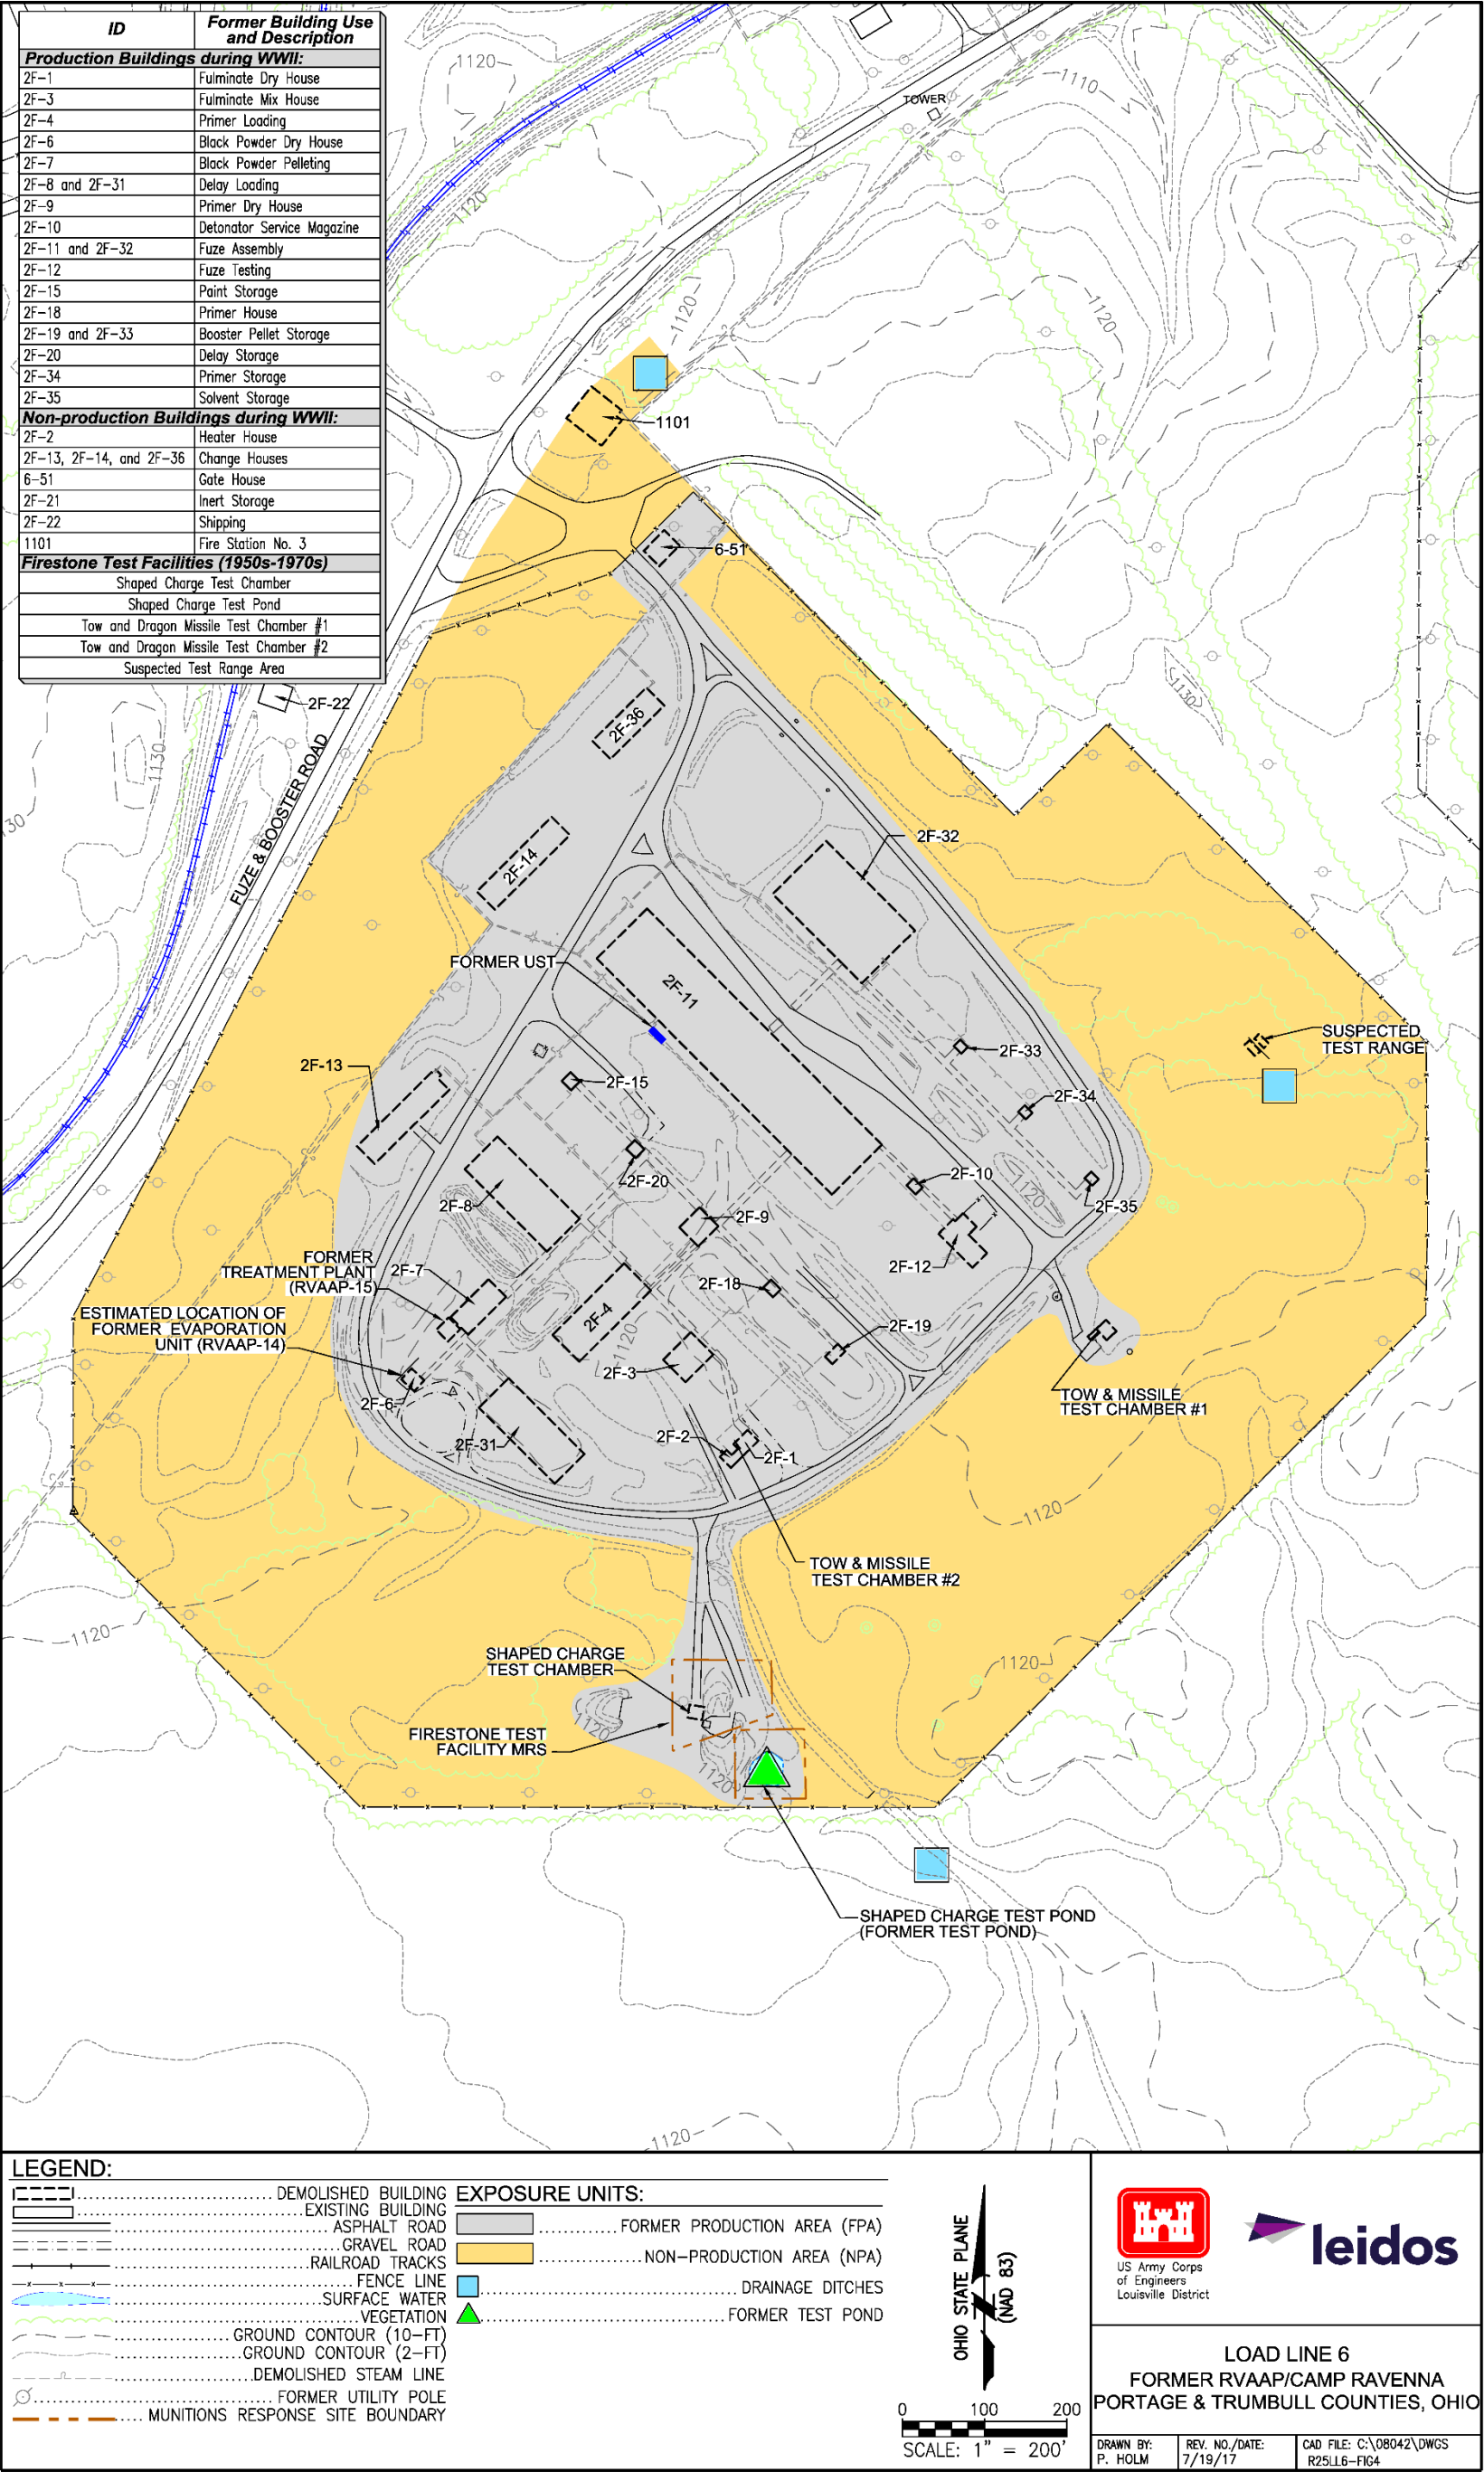 ID Former Building Use
and Description
Production Buildings during WWII:
2F-1 Fulminate Dry House
2F-3 Fulminate Mix House
2F-4 Primer Loading
2F-6 Black Powder Dry House
2F-7 Black Powder Pelleting
2F-8 and 2F-31 Delay Loading
2F-9 Primer Dry House
2F-10 Detonator Service Magazine
2F-11 and 2F-32 Fuze Assembly
2F-12 Fuze Testing
2F-15 Paint Storage
2F-18 Primer House
2F-19 and 2F-33 Booster Pellet Storage
2F-20 Delay Storage
2F-34 Primer Storage
2F-35 Solvent Storage
Non-production Buildings during WWII:
2F-2 Heater House
2F-13, 2F-14, and 2F-36 Change Houses
6-51 Gate House
2F-21 Inert Storage
2F-22 Shipping
1101 Fire Station No. 3
Firestone Test Facilities (1950s-1970s)
Shaped Charge Test Chamber
Shaped Charge Test Pond
Tow and Dragon Missile Test Chamber #1
Tow and Dragon Missile Test Chamber #2
Suspected Test Range Area
1120
1110
TOWER
1120
1120
1120
1101
6-51
1130
2F-22
2F-36
1130
FUZE & BOOSTER ROAD
2F-32
2F-14
FORMER UST
2F-11
SUSPECTED
TEST RANGE
2F-33
2F-13
2F-15
2F-34
2F-10
2F-20
1120
2F-35
2F-8
2F-9
FORMER
TREATMENT PLANT
(RVAAP-15)
2F-7
2F-12
2F-18
ESTIMATED LOCATION OF
FORMER EVAPORATION
UNIT (RVAAP-14)
2F-4
1120
2F-19
2F-3
2F-6
TOW & MISSILE
TEST CHAMBER #1
2F-31
2F-2
2F-1
1120
TOW & MISSILE
TEST CHAMBER #2
1120
SHAPED CHARGE
TEST CHAMBER
1120
1120
FIRESTONE TEST
FACILITY MRS
1120
SHAPED CHARGE TEST POND
(FORMER TEST POND)
1120
LEGEND:
DEMOLISHED BUILDING
EXISTING BUILDING
ASPHALT ROAD
GRAVEL ROAD
RAILROAD TRACKS
FENCE LINE
SURFACE WATER
VEGETATION
GROUND CONTOUR (10-FT)
GROUND CONTOUR (2-FT)
DEMOLISHED STEAM LINE
FORMER UTILITY POLE
MUNITIONS RESPONSE SITE BOUNDARY
EXPOSURE UNITS:
FORMER PRODUCTION AREA (FPA)
NON-PRODUCTION AREA (NPA)
DRAINAGE DITCHES
FORMER TEST POND
OHIO STATE PLANE
(NAD 83)
N
0 100 200
SCALE: 1" = 200'
US Army Corps
of Engineers
Louisville District
leidos
LOAD LINE 6
FORMER RVAAP/CAMP RAVENNA
PORTAGE & TRUMBULL COUNTIES, OHIO
DRAWN BY:
P. HOLM
REV. NO./DATE:
7/19/17
CAD FILE: C:\08042\DWGS
R25LL6-FIG4